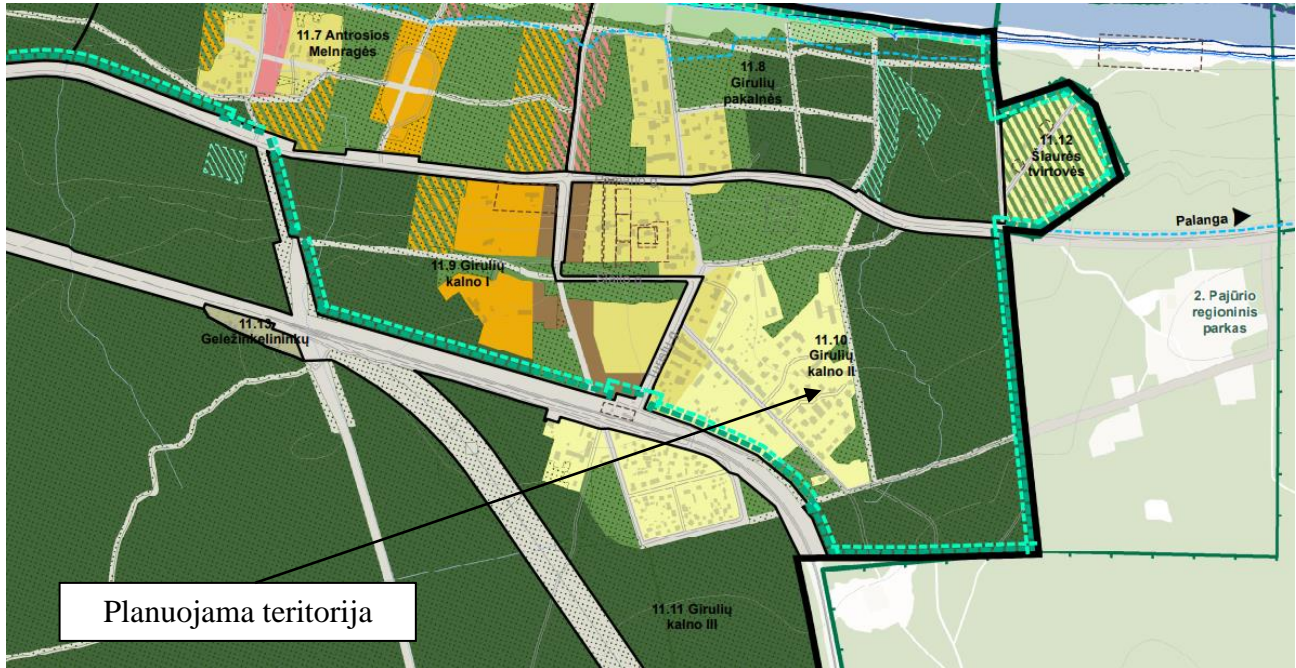 11.7 Antrosios
Melnragės
11.8
Girulių
pakalnės
11.12
Šiaurės
tvirtovės
Palanga
11.9 Girulių
kalno I
2. Pajūrio
regioninis
parkas
11.13
Geležinkelininkų
11.10
Girulių
kalno II
Planuojama teritorija
11.11 Girulių
kalno III